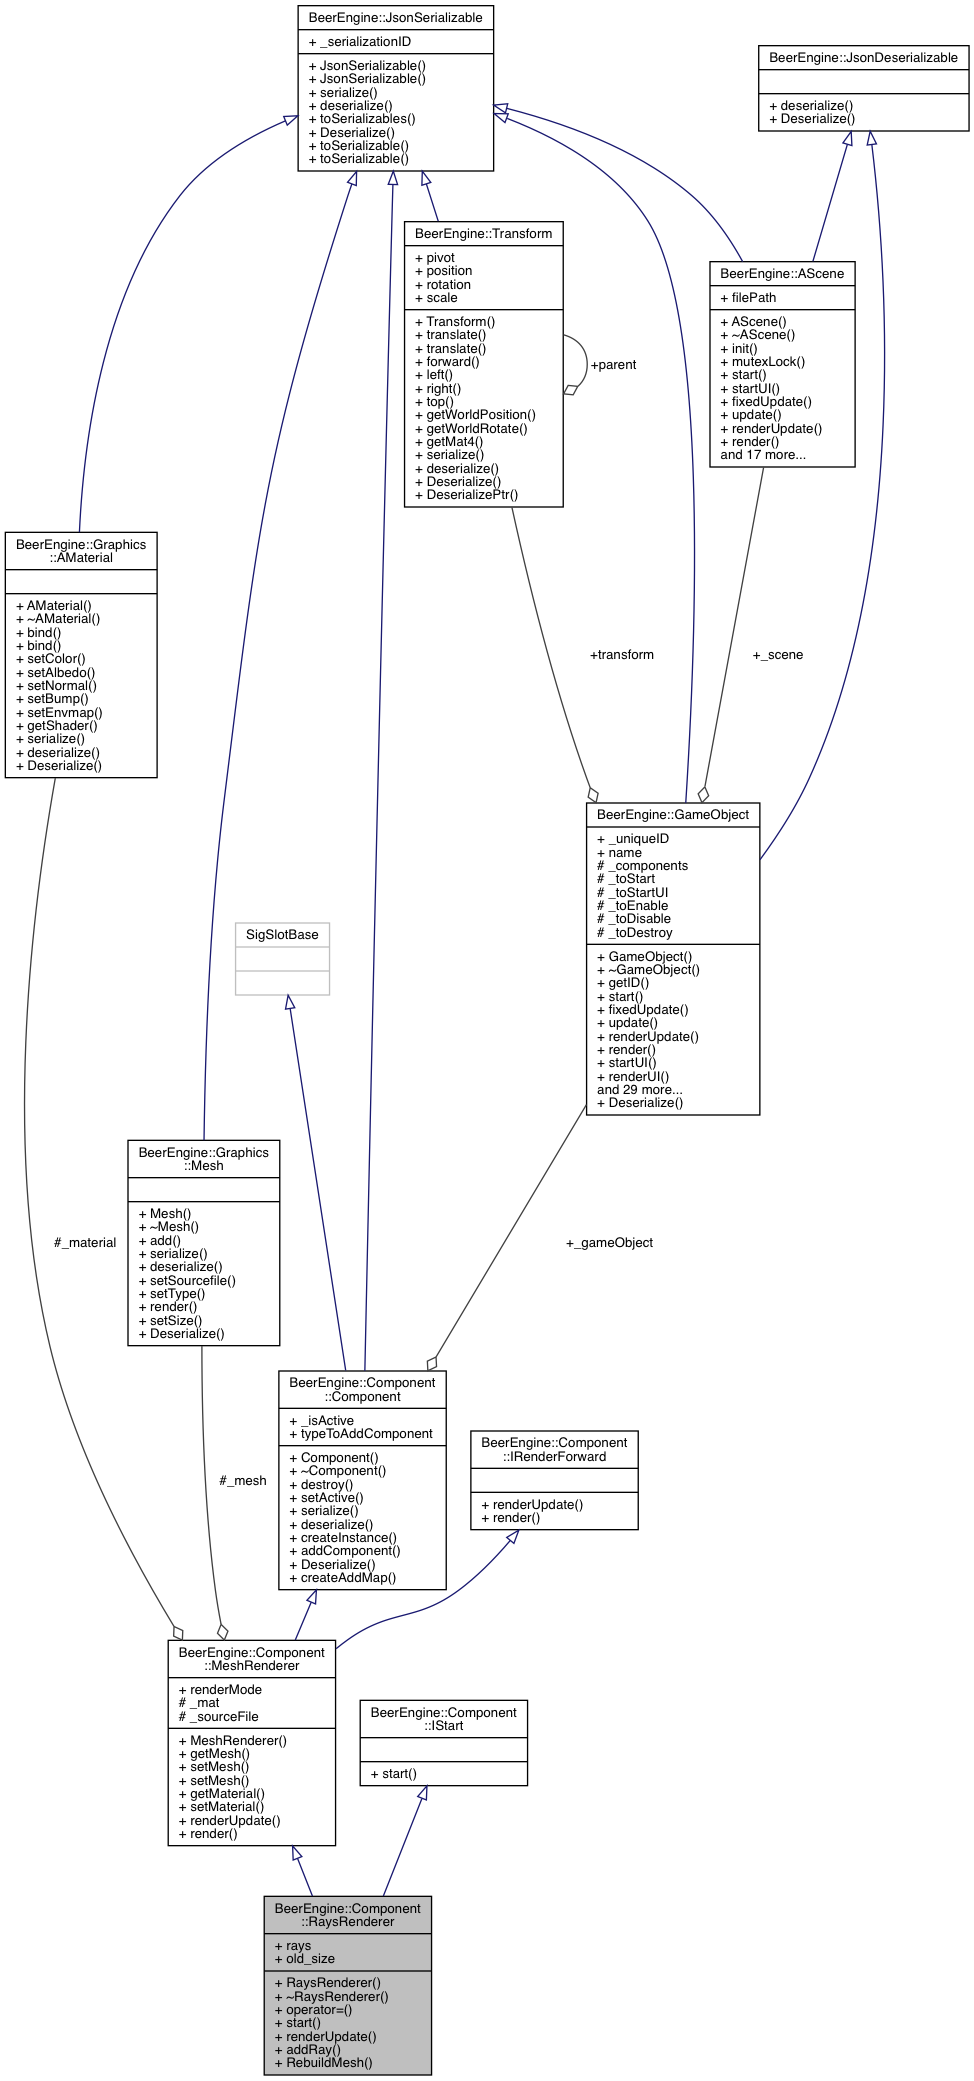 BeerEngine::JsonSerializable
+ _serializationID
+ JsonSerializable()
+ JsonSerializable()
+ serialize()
+ deserialize()
+ toSerializables()
+ Deserialize()
+ toSerializable()
+ toSerializable()
BeerEngine::JsonDeserializable
+ deserialize()
+ Deserialize()
BeerEngine::Transform
+ pivot
+ position
+ rotation
+ scale
+ Transform()
+ translate()
+ translate()
+ forward()
+ left()
+ right()
+ top()
+ getWorldPosition()
+ getWorldRotate()
+ getMat4()
+ serialize()
+ deserialize()
+ Deserialize()
+ DeserializePtr()
+parent
BeerEngine::AScene
+ filePath
+ AScene()
+ ~AScene()
+ init()
+ mutexLock()
+ start()
+ startUI()
+ fixedUpdate()
+ update()
+ renderUpdate()
+ render()
and 17 more...
BeerEngine::Graphics
::AMaterial
+ AMaterial()
+ ~AMaterial()
+ bind()
+ bind()
+ setColor()
+ setAlbedo()
+ setNormal()
+ setBump()
+ setEnvmap()
+ getShader()
+ serialize()
+ deserialize()
+ Deserialize()
+transform
+_scene
BeerEngine::GameObject
+ _uniqueID
+ name
# _components
# _toStart
# _toStartUI
# _toEnable
# _toDisable
# _toDestroy
+ GameObject()
+ ~GameObject()
+ getID()
+ start()
+ fixedUpdate()
+ update()
+ renderUpdate()
+ render()
+ startUI()
+ renderUI()
and 29 more...
+ Deserialize()
SigSlotBase
BeerEngine::Graphics
::Mesh
+ Mesh()
+ ~Mesh()
+ add()
+ serialize()
+ deserialize()
+ setSourcefile()
+ setType()
+ render()
+ setSize()
+ Deserialize()
#_material
+_gameObject
BeerEngine::Component
::Component
+ _isActive
+ typeToAddComponent
+ Component()
+ ~Component()
+ destroy()
+ setActive()
+ serialize()
+ deserialize()
+ createInstance()
+ addComponent()
+ Deserialize()
+ createAddMap()
#_mesh
BeerEngine::Component
::IRenderForward
+ renderUpdate()
+ render()
BeerEngine::Component
::MeshRenderer
+ renderMode
# _mat
# _sourceFile
+ MeshRenderer()
+ getMesh()
+ setMesh()
+ setMesh()
+ getMaterial()
+ setMaterial()
+ renderUpdate()
+ render()
BeerEngine::Component
::IStart
+ start()
BeerEngine::Component
::RaysRenderer
+ rays
+ old_size
+ RaysRenderer()
+ ~RaysRenderer()
+ operator=()
+ start()
+ renderUpdate()
+ addRay()
+ RebuildMesh()